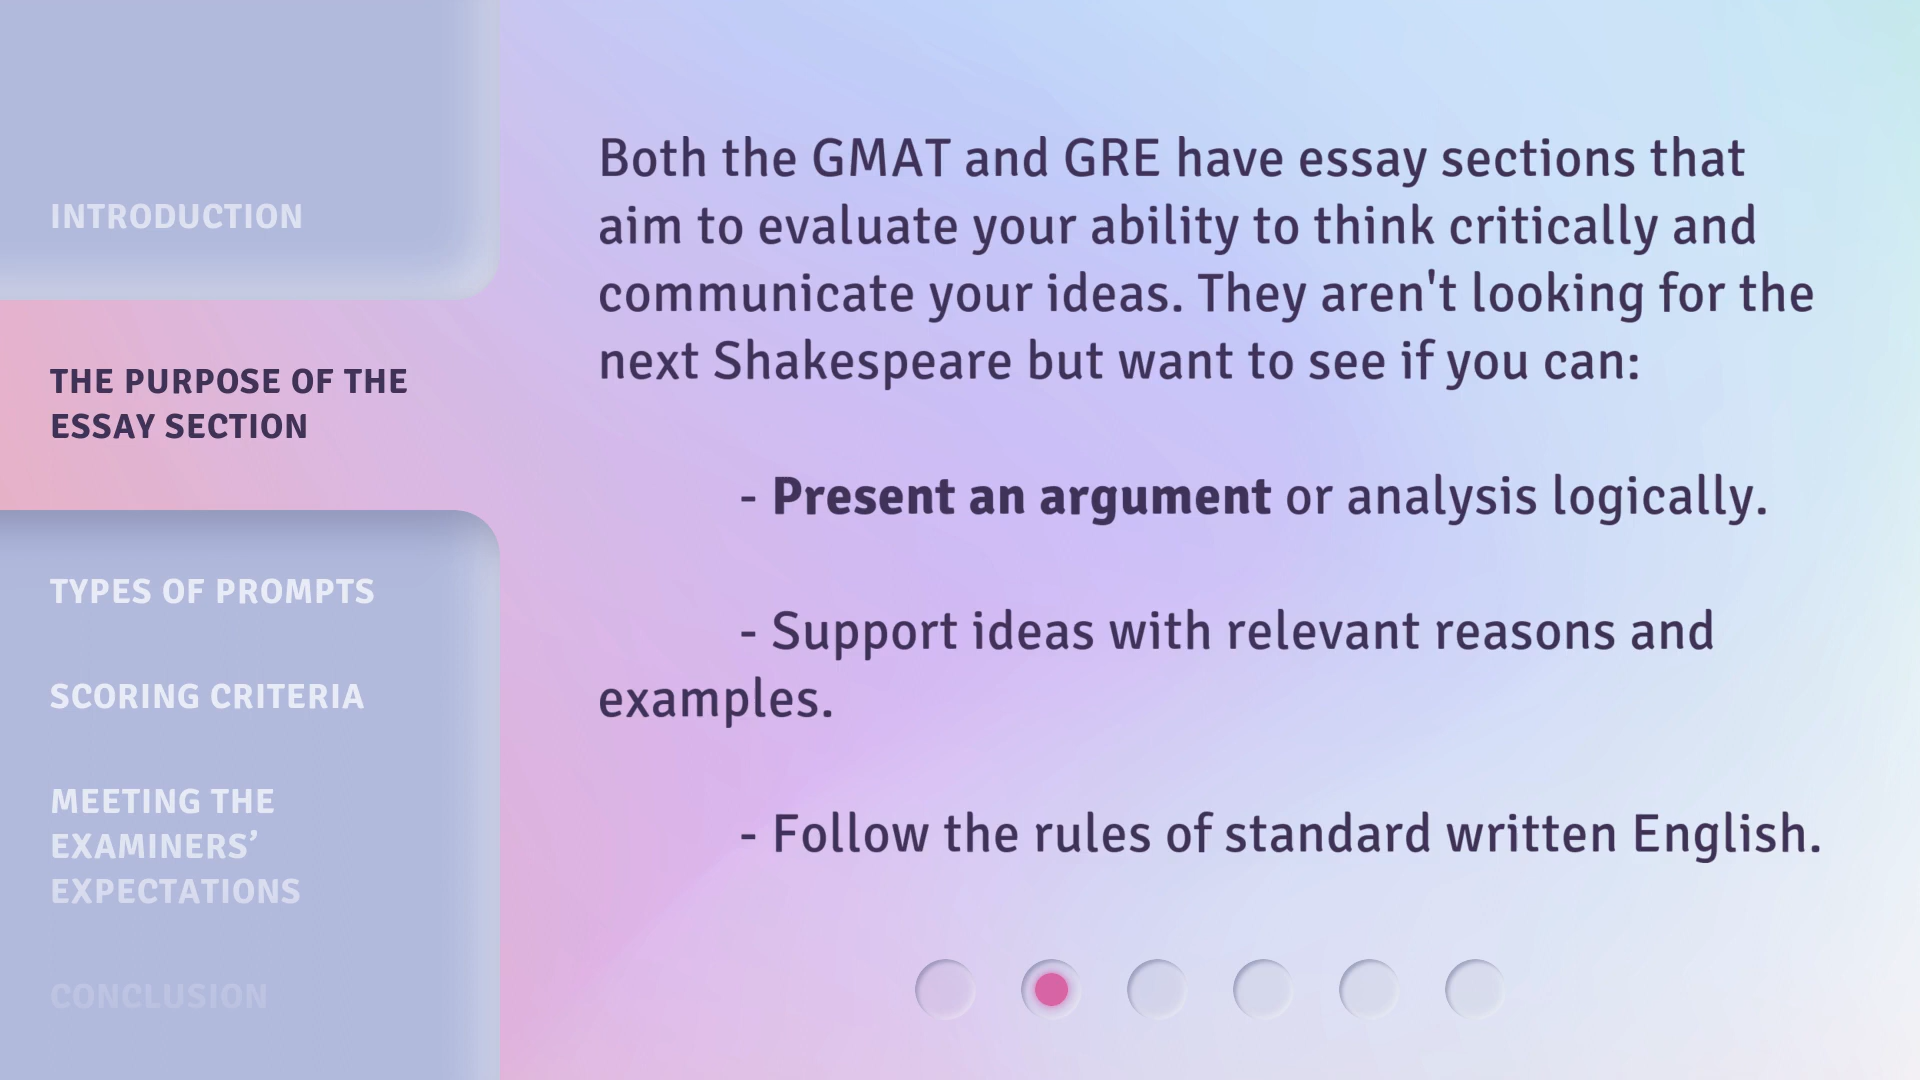 INTRODUCTION
THE PURPOSE OF THE
ESSAY SECTION
TYPES OF PROMPTS
SCORING CRITERIA
MEETING THE
EXAMINERS’
EXPECTATIONS
CONCLUSION
Both the GMAT and GRE have essay sections that
aim to evaluate your ability to think critically and
communicate your ideas. They aren't looking for the
next Shakespeare but want to see if you can:
- Present an argument or analysis logically.
- Support ideas with relevant reasons and
examples.
- Follow the rules of standard written English.